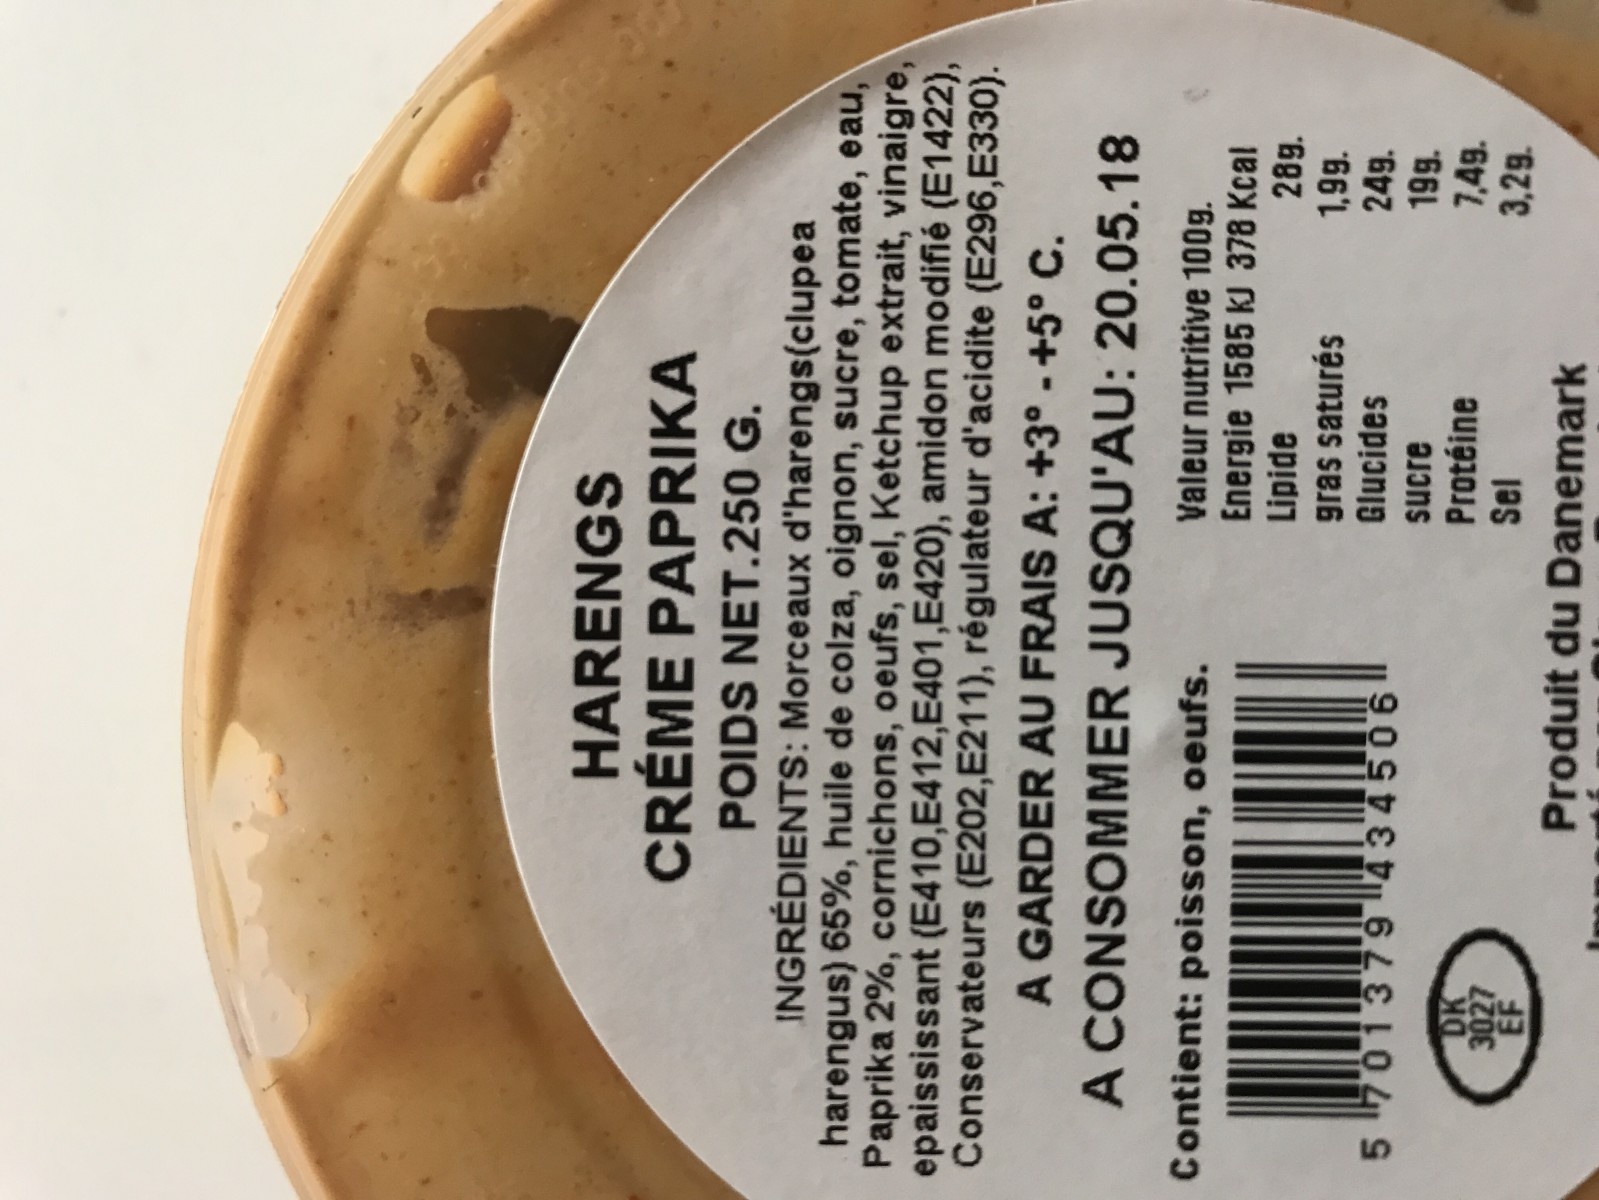 HARENGS
CRÉME PAPRIKA
POIDS NET.250 G.
INGRÉDIENTS: Morceaux d'harengs(clupea
harengus) 65%, huile de colza, oignon, sucre, tomate, eau,
Paprika 2%, cornichons, oeufs, sel, Ketchup extrait, vinaigre,
epaississant (E410,E412,E401,E420), amidon modifié (E1422),
Conservateurs (E202,E211), régulateur d'acidite (E296,E330).
A GARDER AU FRAIS A: +3° - +5° C.
A CONSOMMER JUSQU'AU: 20.05.18
Contient: poisson, oeufs.
Valeur nutritive 100g.
Energie 1585 KJ 378 Kcal
Lipide 28g.
gras saturés 1,9g.
Glucides 24g.
sucre 19g.
Protéine 7,4g.
Sel 3,2g.
5 701379 434506
DK
3027
EF
Produit du Danemark